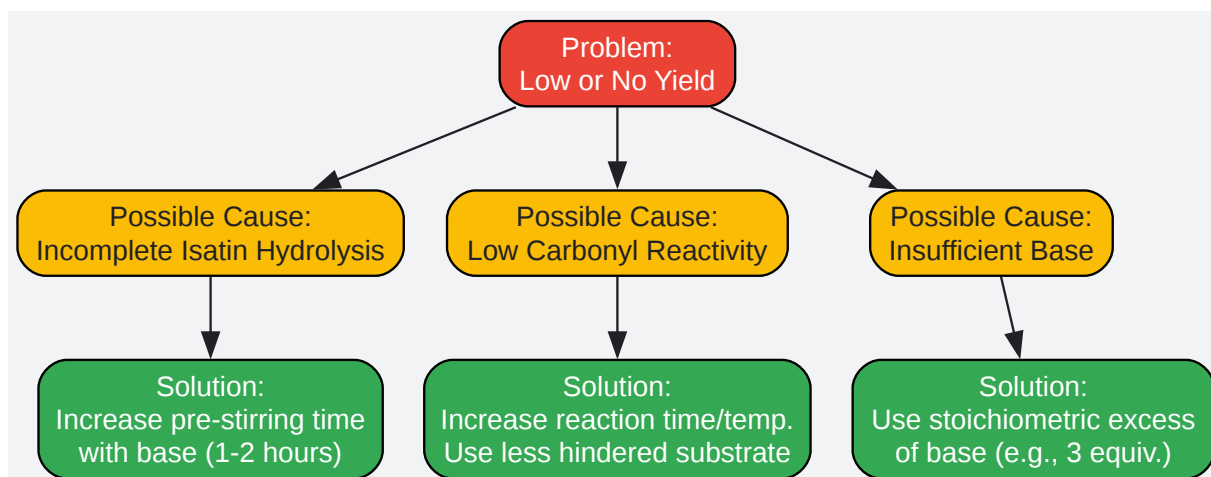 Problem:
Low or No Yield
Possible Cause:
Incomplete Isatin Hydrolysis
Possible Cause:
Low Carbonyl Reactivity
Possible Cause:
Insufficient Base
Solution:
Increase pre-stirring time
with base (1-2 hours)
Solution:
Increase reaction time/temp.
Use less hindered substrate
Solution:
Use stoichiometric excess
of base (e.g., 3 equiv.)